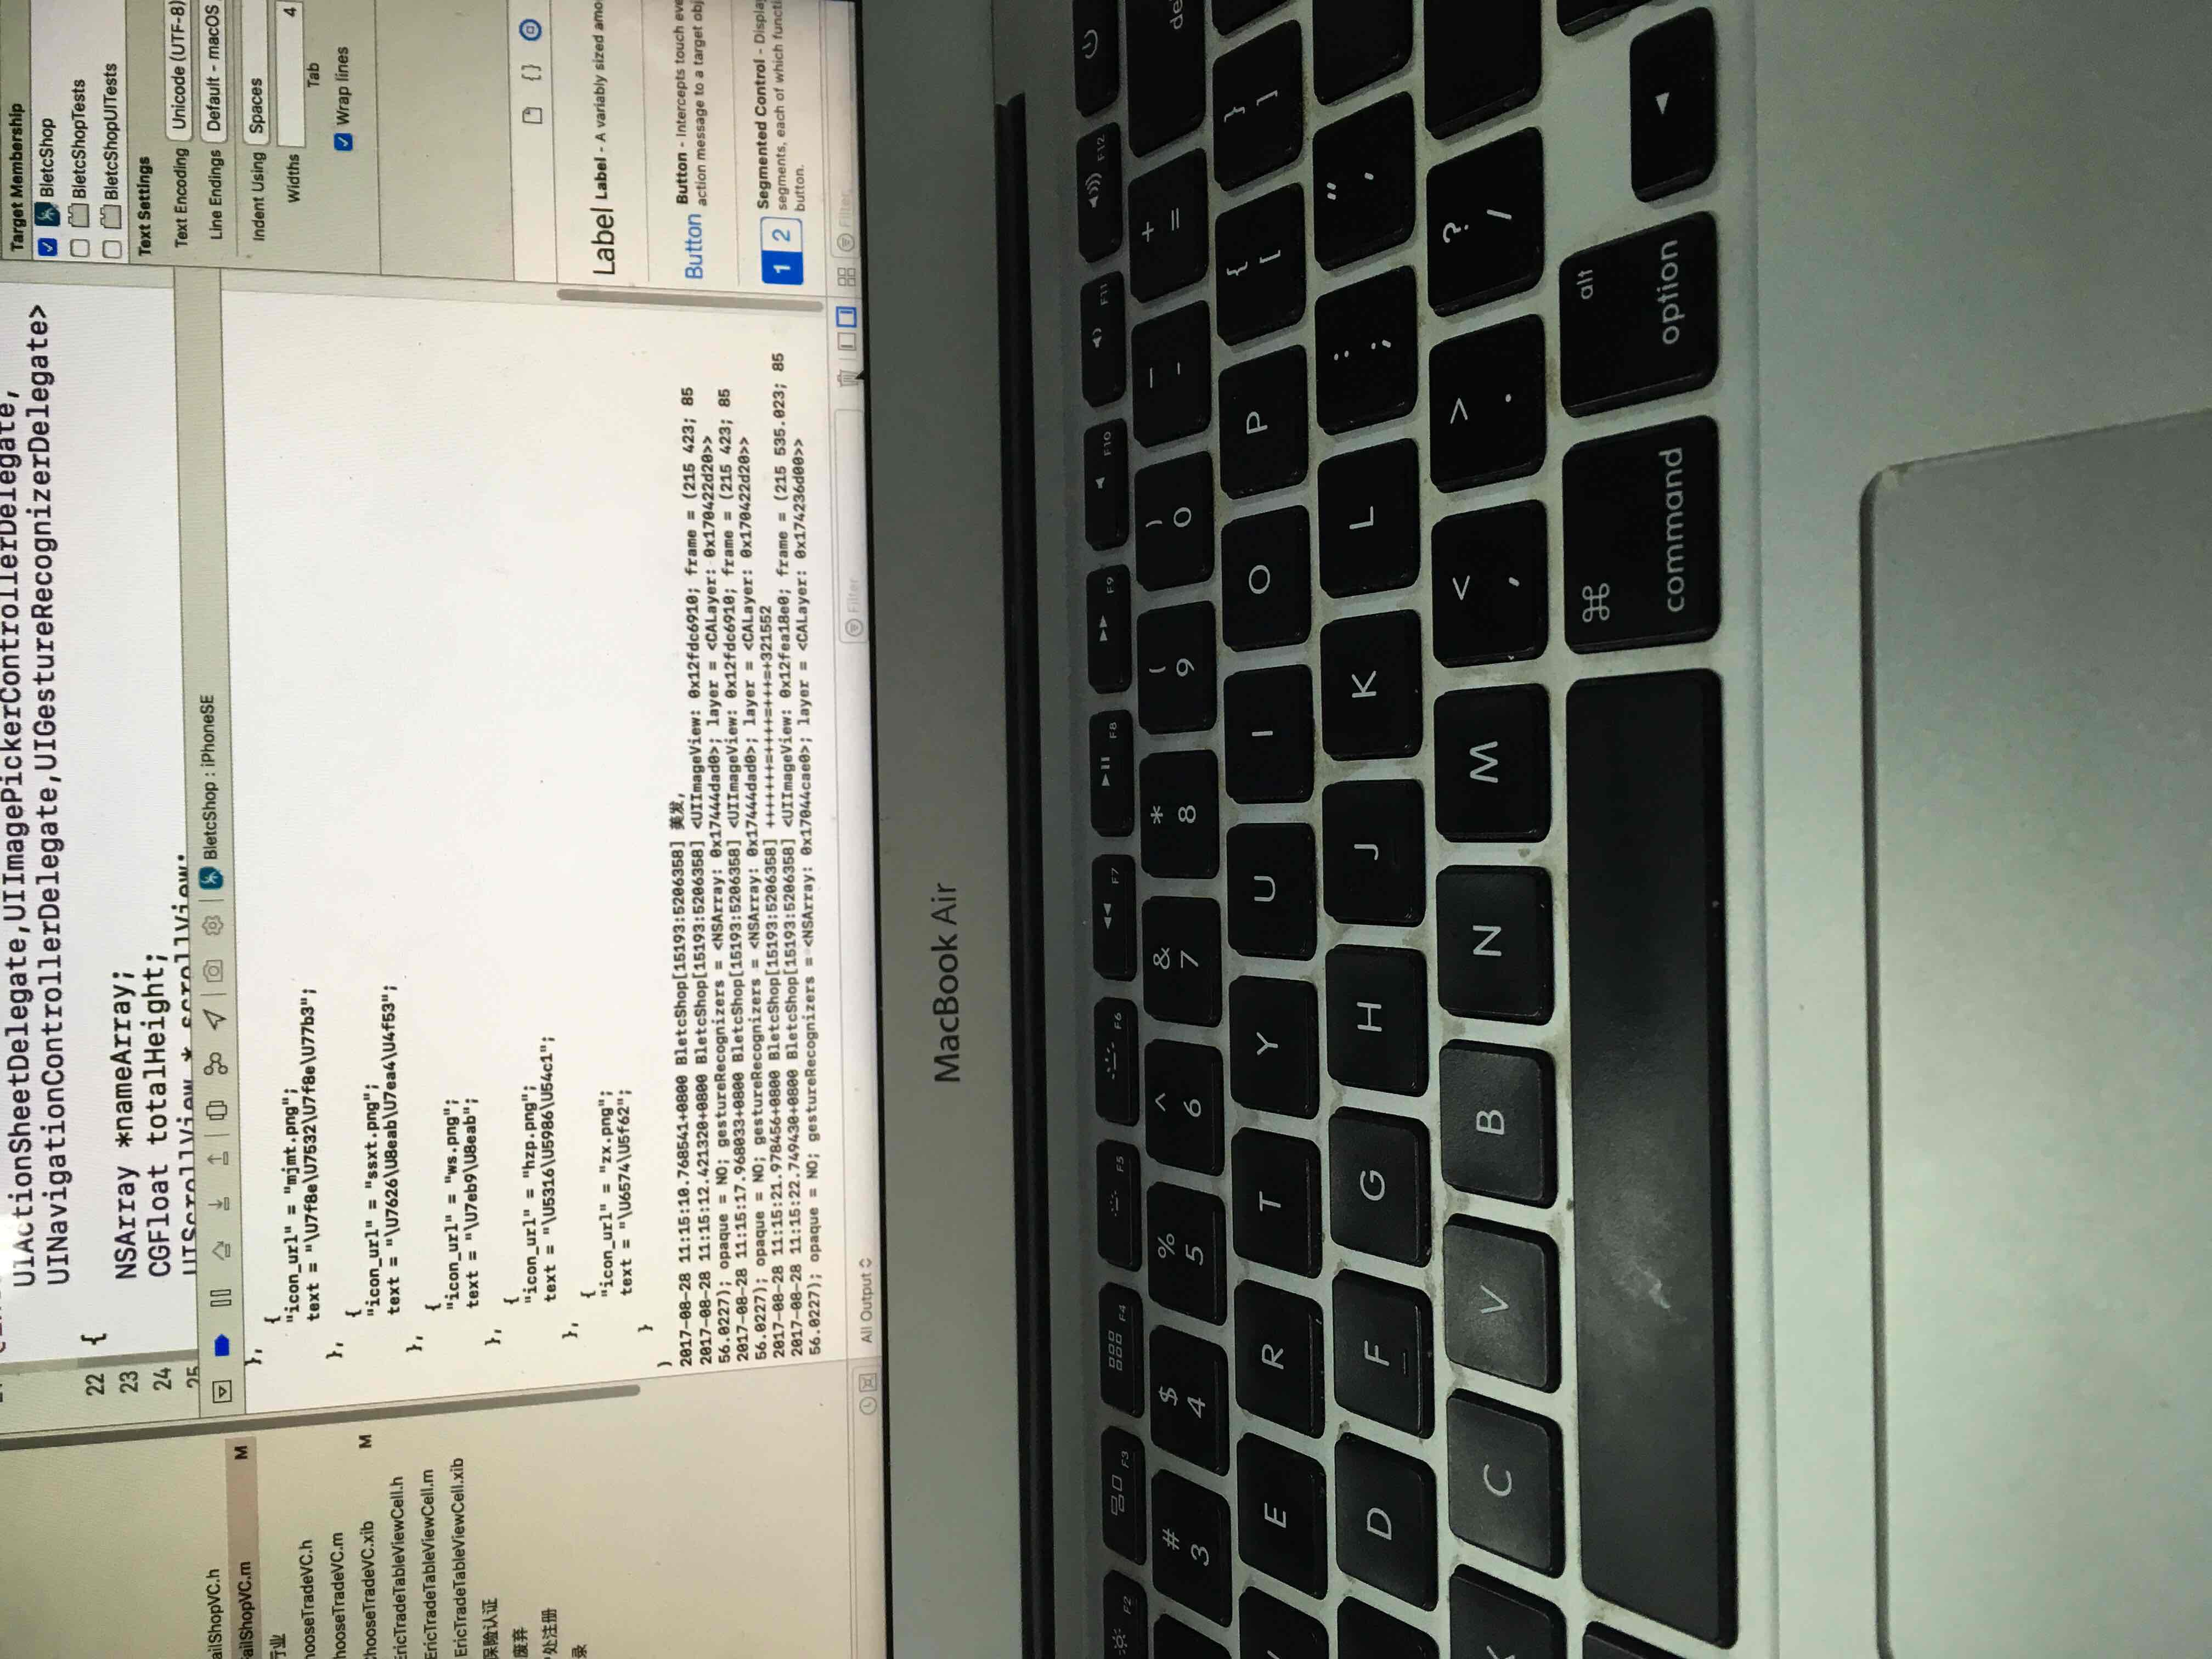 UIActionSheetDelegate,UIImagePickerControllerDelegate,
UINavigationControllerDelegate,UIGestureRecognizerDelegate>
22 {
23 NSArray *nameArray;
24 CGFloat totalHeight;
25 UIScrollView * scrollView;
BletcShop : iPhoneSE
ailShopVC.h
ailShopVC.m M
行业
hooseTradeVC.h
hooseTradeVC.m
hooseTradeVC.xib M
EricTradeTableViewCell.h
EricTradeTableViewCell.m
EricTradeTableViewCell.xib
保险认证
废弃
处注册
录
},
{
"icon_url" = "mjmt.png";
text = "\U7f8e\U7532\U7f8e\U77b3";
},
{
"icon_url" = "ssxt.png";
text = "\U7626\U8eab\U7ea4\U4f53";
},
{
"icon_url" = "ws.png";
text = "\U7eb9\U8eab";
},
{
"icon_url" = "hzp.png";
text = "\U5316\U5986\U54c1";
},
{
"icon_url" = "zx.png";
text = "\U6574\U5f62";
}
)
2017-08-28 11:15:10.768541+0800 BletcShop[15193:5206358] 美发,
2017-08-28 11:15:12.421320+0800 BletcShop[15193:5206358] <UIImageView: 0x12fdc6910; frame = (215 423; 85
56.0227); opaque = NO; gestureRecognizers = <NSArray: 0x17444dad0>; layer = <CALayer: 0x170422d20>>
2017-08-28 11:15:17.968033+0800 BletcShop[15193:5206358] <UIImageView: 0x12fdc6910; frame = (215 423; 85
56.0227); opaque = NO; gestureRecognizers = <NSArray: 0x17444dad0>; layer = <CALayer: 0x170422d20>>
2017-08-28 11:15:21.978456+0800 BletcShop[15193:5206358] +++++++=++++=+++=+321552
2017-08-28 11:15:22.749430+0800 BletcShop[15193:5206358] <UIImageView: 0x12fea18e0; frame = (215 535.023; 85
56.0227); opaque = NO; gestureRecognizers = <NSArray: 0x17044cae0>; layer = <CALayer: 0x174236d00>>
All Output
Filter
Filter
Target Membership
BletcShop
BletcShopTests
BletcShopUITests
Text Settings
Text Encoding Unicode (UTF-8)
Line Endings Default - macOS
Indent Using Spaces
Widths 4
Tab
Wrap lines
{}
Label Label - A variably sized amo
Button Button - Intercepts touch eve
action message to a target obj
1 2 Segmented Control - Displa
segments, each of which functi
button.
MacBook Air
F2 F3 F4 F5 F6 F7 F8 F9 F10 F11 F12
# $ % ^ & * ( ) — +
3 4 5 6 7 8 9 0 - = de
E R T Y U I O P { [ } ]
D F G H J K L : ; " '
C V B N M < , > . ? /
⌘ alt
command option ◀